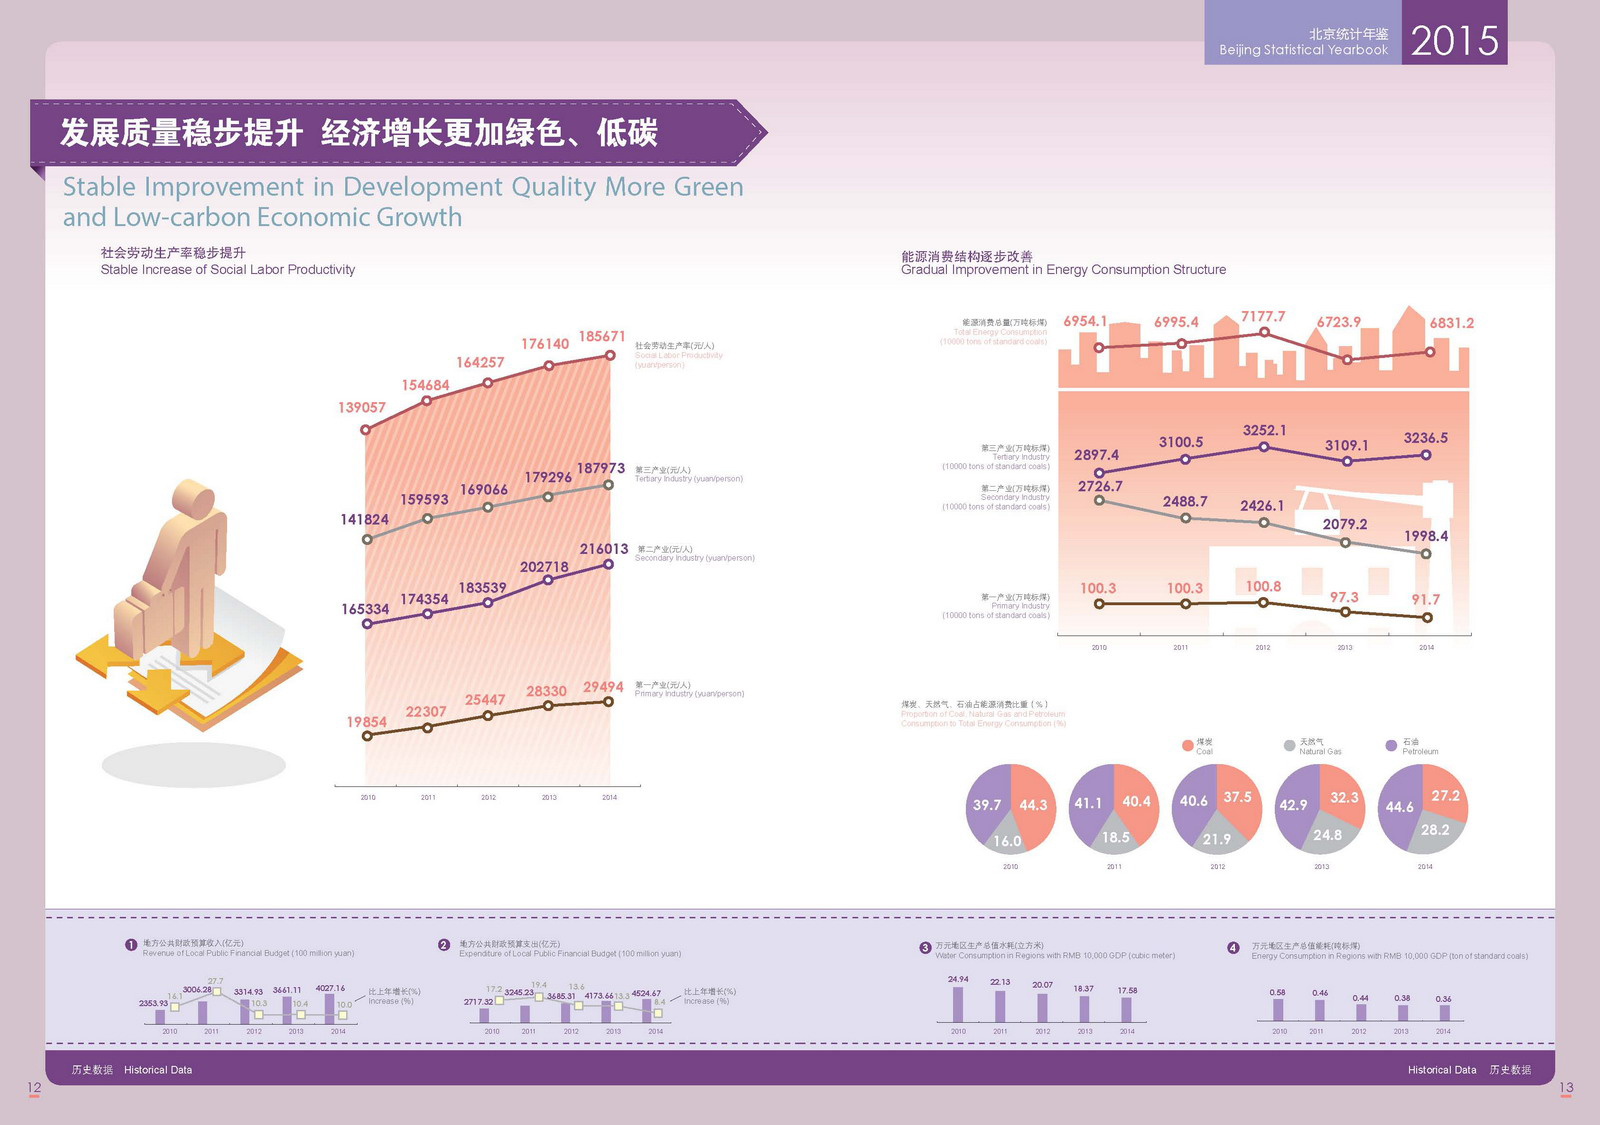 北京统计年鉴
Beijing Statistical Yearbook
2015
发展质量稳步提升 经济增长更加绿色、低碳
Stable Improvement in Development Quality More Green
and Low-carbon Economic Growth
社会劳动生产率稳步提升
Stable Increase of Social Labor Productivity
139057 154684 164257 176140 185671
社会劳动生产率(元/人)
Social Labor Productivity
(yuan/person)
141824 159593 169066 179296 187973
第三产业(元/人)
Tertiary Industry (yuan/person)
165334 174354 183539 202718 216013
第二产业(元/人)
Secondary Industry (yuan/person)
19854 22307 25447 28330 29494
第一产业(元/人)
Primary Industry (yuan/person)
2010 2011 2012 2013 2014
能源消费结构逐步改善
Gradual Improvement in Energy Consumption Structure
能源消费总量(万吨标煤)
Total Energy Consumption
(10000 tons of standard coals)
6954.1 6995.4 7177.7 6723.9 6831.2
第三产业(万吨标煤)
Tertiary Industry
(10000 tons of standard coals)
2897.4 3100.5 3252.1 3109.1 3236.5
第二产业(万吨标煤)
Secondary Industry
(10000 tons of standard coals)
2726.7 2488.7 2426.1 2079.2 1998.4
第一产业(万吨标煤)
Primary Industry
(10000 tons of standard coals)
100.3 100.3 100.8 97.3 91.7
2010 2011 2012 2013 2014
煤炭、天然气、石油占能源消费比重（%）
Proportion of Coal, Natural Gas and Petroleum
Consumption to Total Energy Consumption (%)
煤炭
Coal
天然气
Natural Gas
石油
Petroleum
39.7 44.3 16.0
41.1 40.4 18.5
40.6 37.5 21.9
42.9 32.3 24.8
44.6 27.2 28.2
2010 2011 2012 2013 2014
1 地方公共财政预算收入(亿元)
Revenue of Local Public Financial Budget (100 million yuan)
2353.93 3006.28 3314.93 3661.11 4027.16
16.1 27.7 10.3 10.4 10.0
比上年增长(%)
Increase (%)
2010 2011 2012 2013 2014
2 地方公共财政预算支出(亿元)
Expenditure of Local Public Financial Budget (100 million yuan)
2717.32 3245.23 3685.31 4173.66 4524.67
17.2 19.4 13.6 13.3 8.4
比上年增长(%)
Increase (%)
2010 2011 2012 2013 2014
3 万元地区生产总值水耗(立方米)
Water Consumption in Regions with RMB 10,000 GDP (cubic meter)
24.94 22.13 20.07 18.37 17.58
2010 2011 2012 2013 2014
4 万元地区生产总值能耗(吨标煤)
Energy Consumption in Regions with RMB 10,000 GDP (ton of standard coals)
0.58 0.46 0.44 0.38 0.36
2010 2011 2012 2013 2014
历史数据 Historical Data
Historical Data 历史数据
12
13